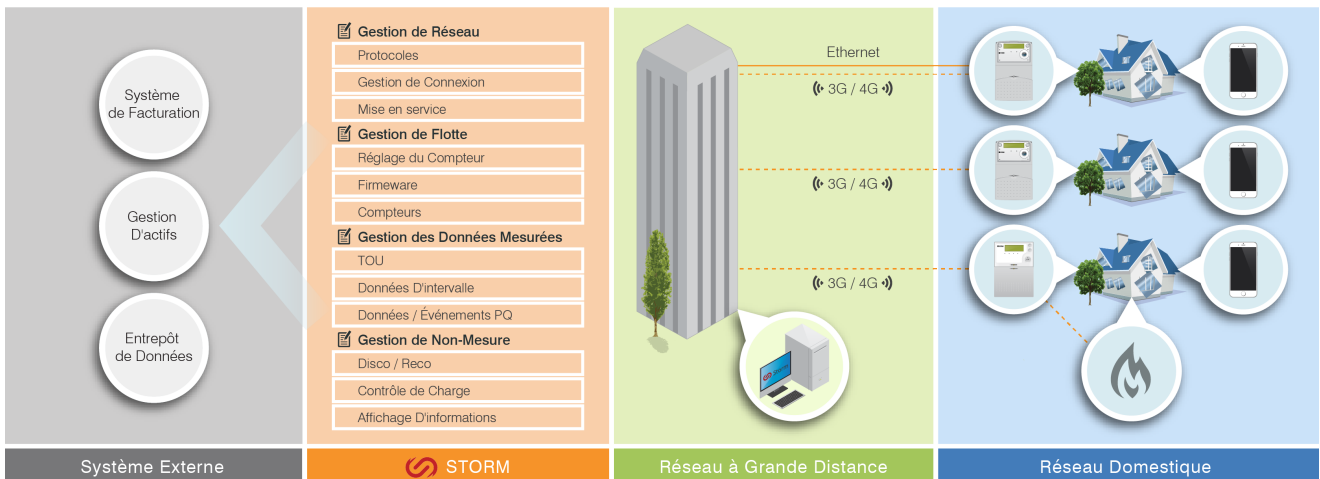 Système
de Facturation
Gestion
D'actifs
Entrepôt
de Données
Système Externe
Gestion de Réseau
Protocoles
Gestion de Connexion
Mise en service
Gestion de Flotte
Réglage du Compteur
Firmeware
Compteurs
Gestion des Données Mesurées
TOU
Données D'intervalle
Données / Événements PQ
Gestion de Non-Mesure
Disco / Reco
Contrôle de Charge
Affichage D'informations
STORM
Ethernet
3G / 4G
3G / 4G
3G / 4G
STORM
Réseau à Grande Distance
Réseau Domestique